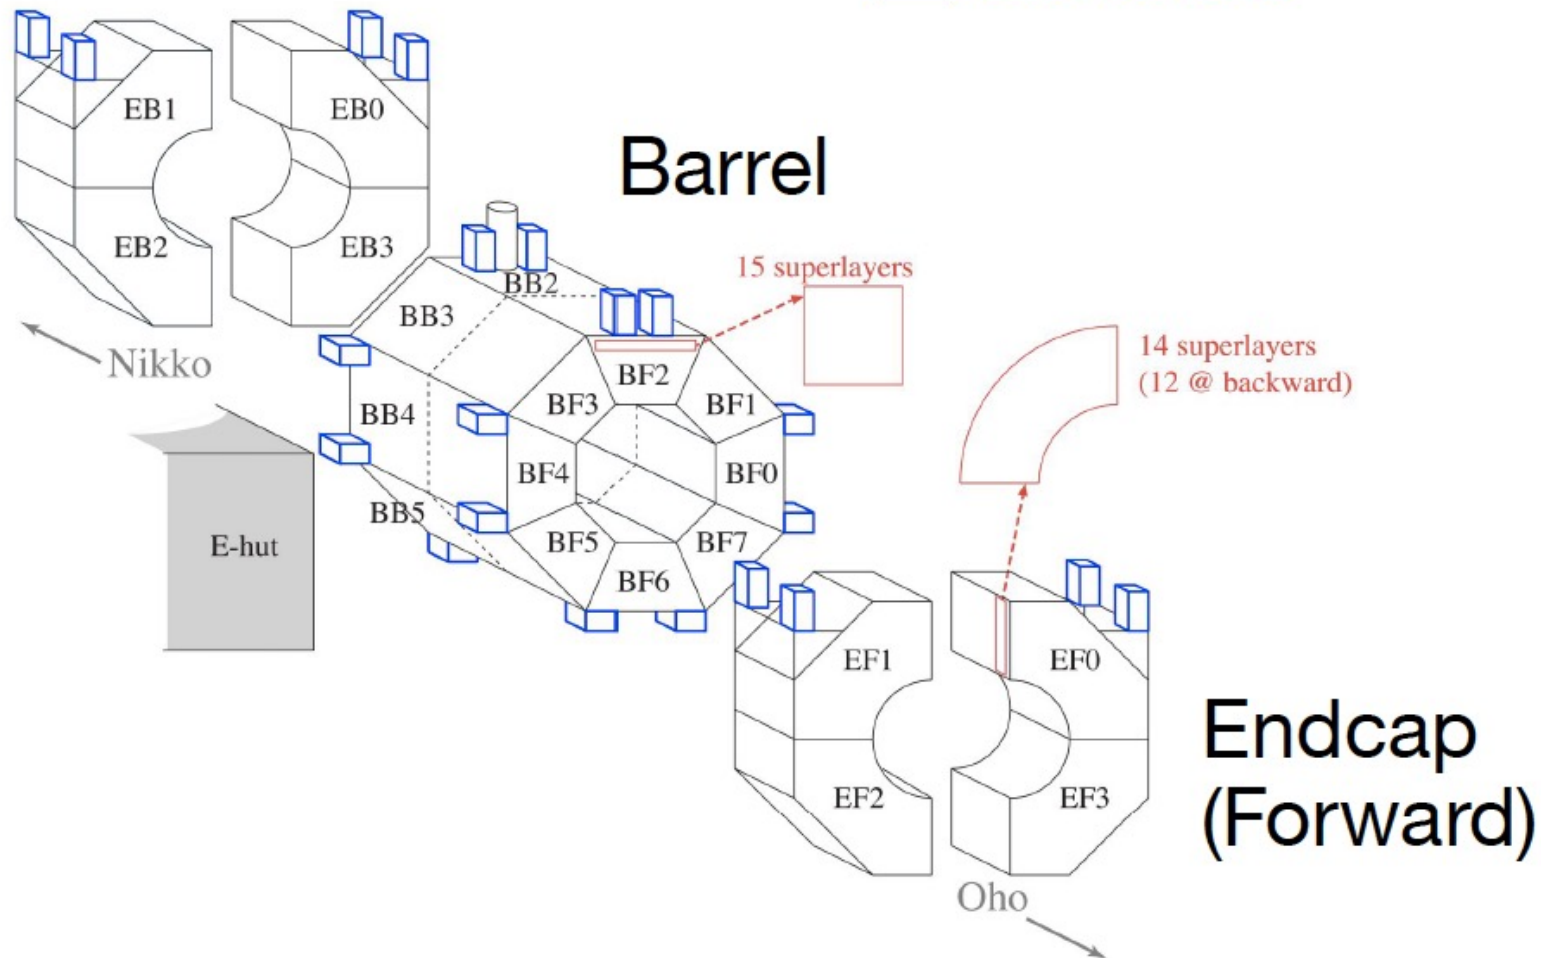 EB1
EB0
Barrel
EB2
EB3
15 superlayers
BB2
BB3
Nikko
14 superlayers
(12 @ backward)
BF2
BF3
BF1
BB4
BF4
BF0
BB5
E-hut
BF5
BF7
BF6
EF1
EF0
Endcap
(Forward)
EF2
EF3
Oho